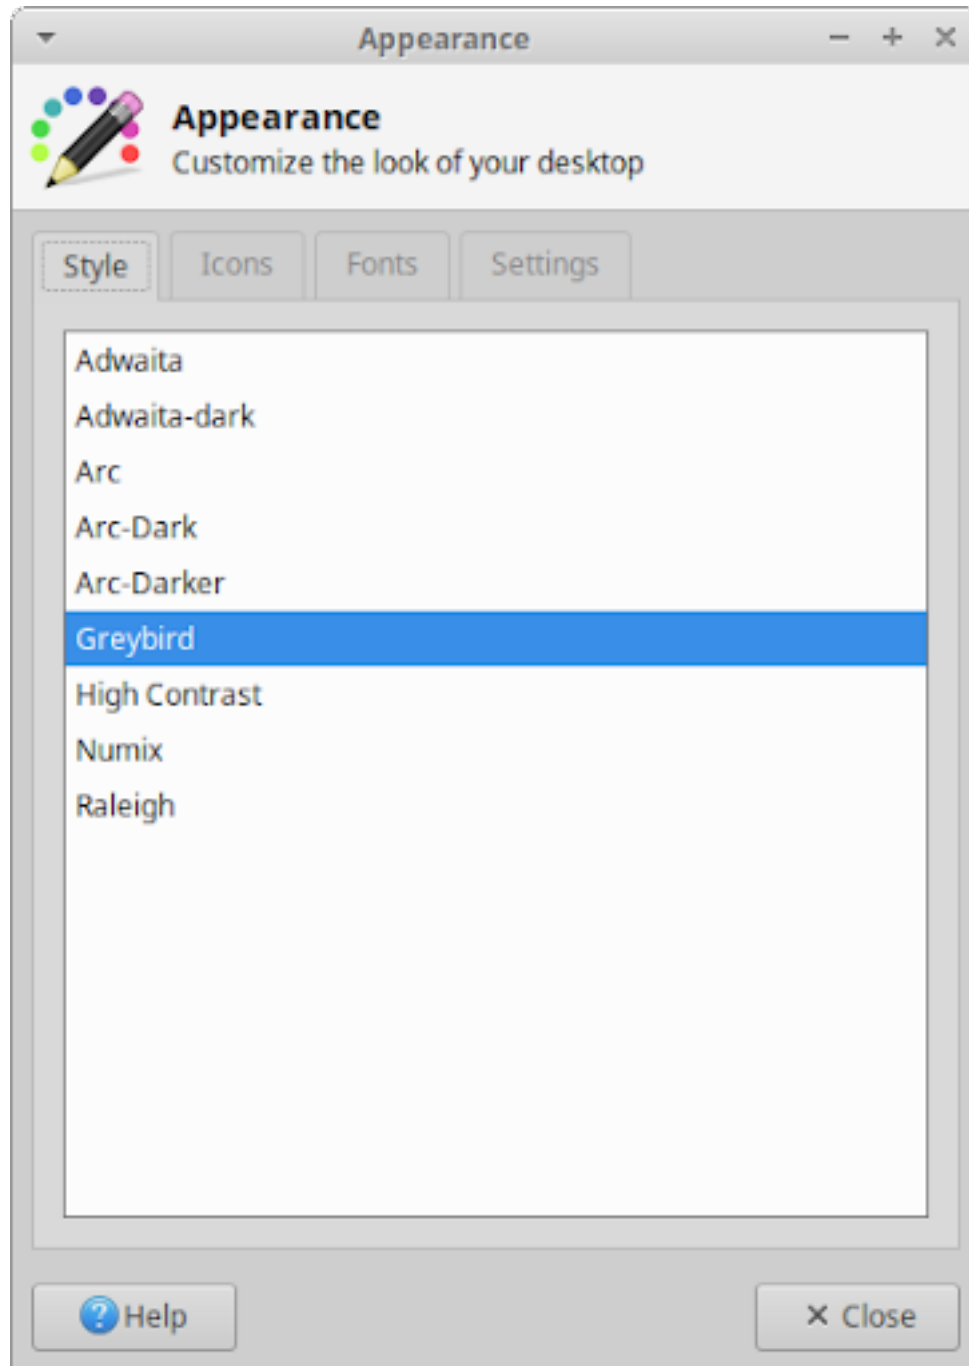 Appearance
Appearance
Customize the look of your desktop
Style Icons Fonts Settings
Adwaita
Adwaita-dark
Arc
Arc-Dark
Arc-Darker
Greybird
High Contrast
Numix
Raleigh
? Help × Close